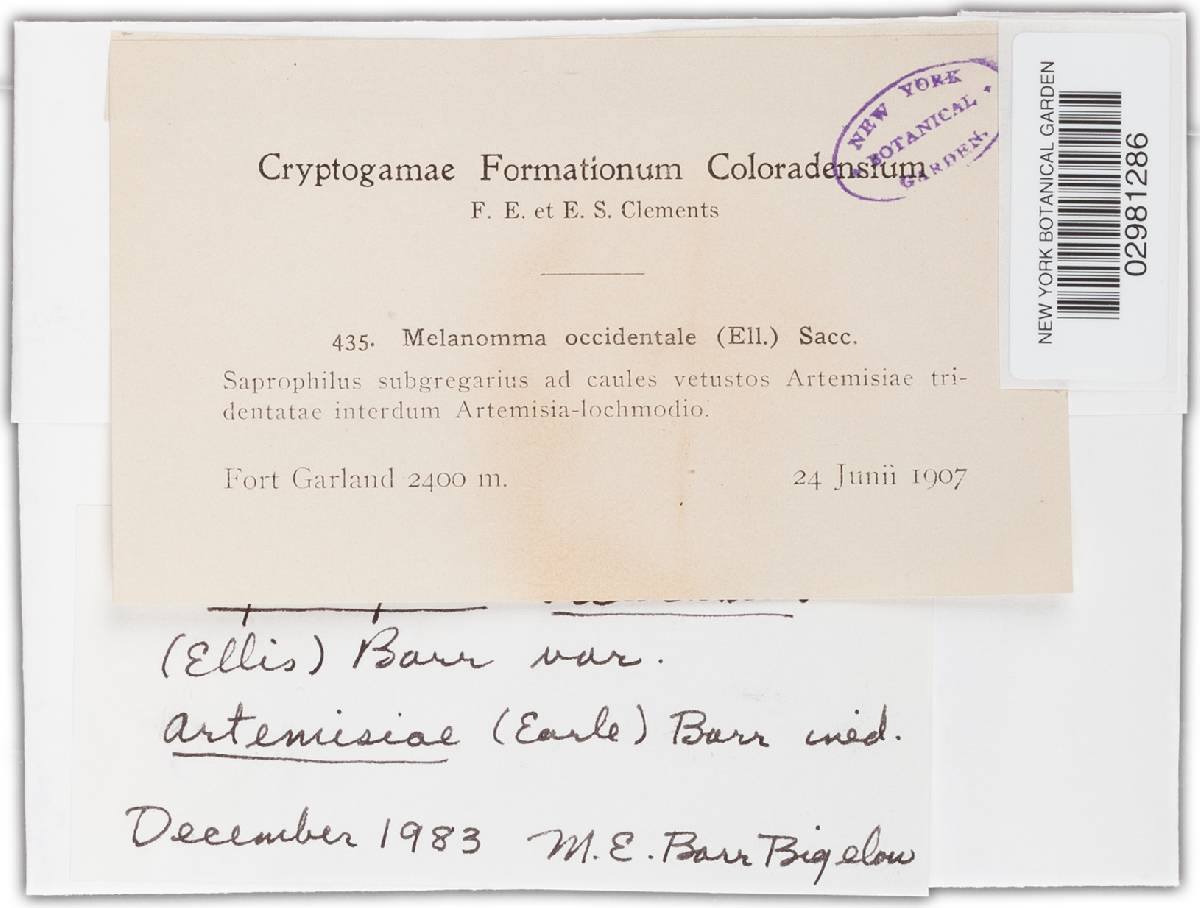 Cryptogamae Formationum Coloradensium
F. E. et E. S. Clements
NEW YORK
BOTANICAL
GARDEN.
NEW YORK BOTANICAL GARDEN
02981286
435. Melanomma occidentale (Ell.) Sacc.
Saprophilus subgregarius ad caules vetustos Artemisiae tri-
dentatae interdum Artemisia-lochmodio.
Fort Garland 2400 m. 24 Junii 1907
(Ellis) Barr var.
artemisiae (Earle) Barr ined.
December 1983 M. E. Barr Bigelow